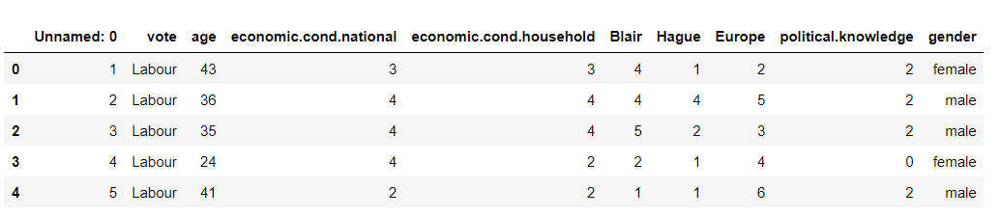 Unnamed: 0 vote age economic.cond.national economic.cond.household Blair Hague Europe political.knowledge gender
0 1 Labour 43 3 3 4 1 2 2 female
1 2 Labour 36 4 4 4 4 5 2 male
2 3 Labour 35 4 4 5 2 3 2 male
3 4 Labour 24 4 2 2 1 4 0 female
4 5 Labour 41 2 2 1 1 6 2 male